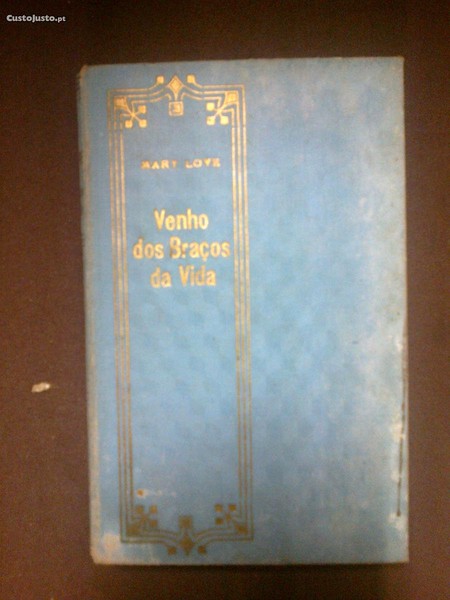 CustoJusto.pt
MARY LOVE
Venho
dos Braços
da Vida